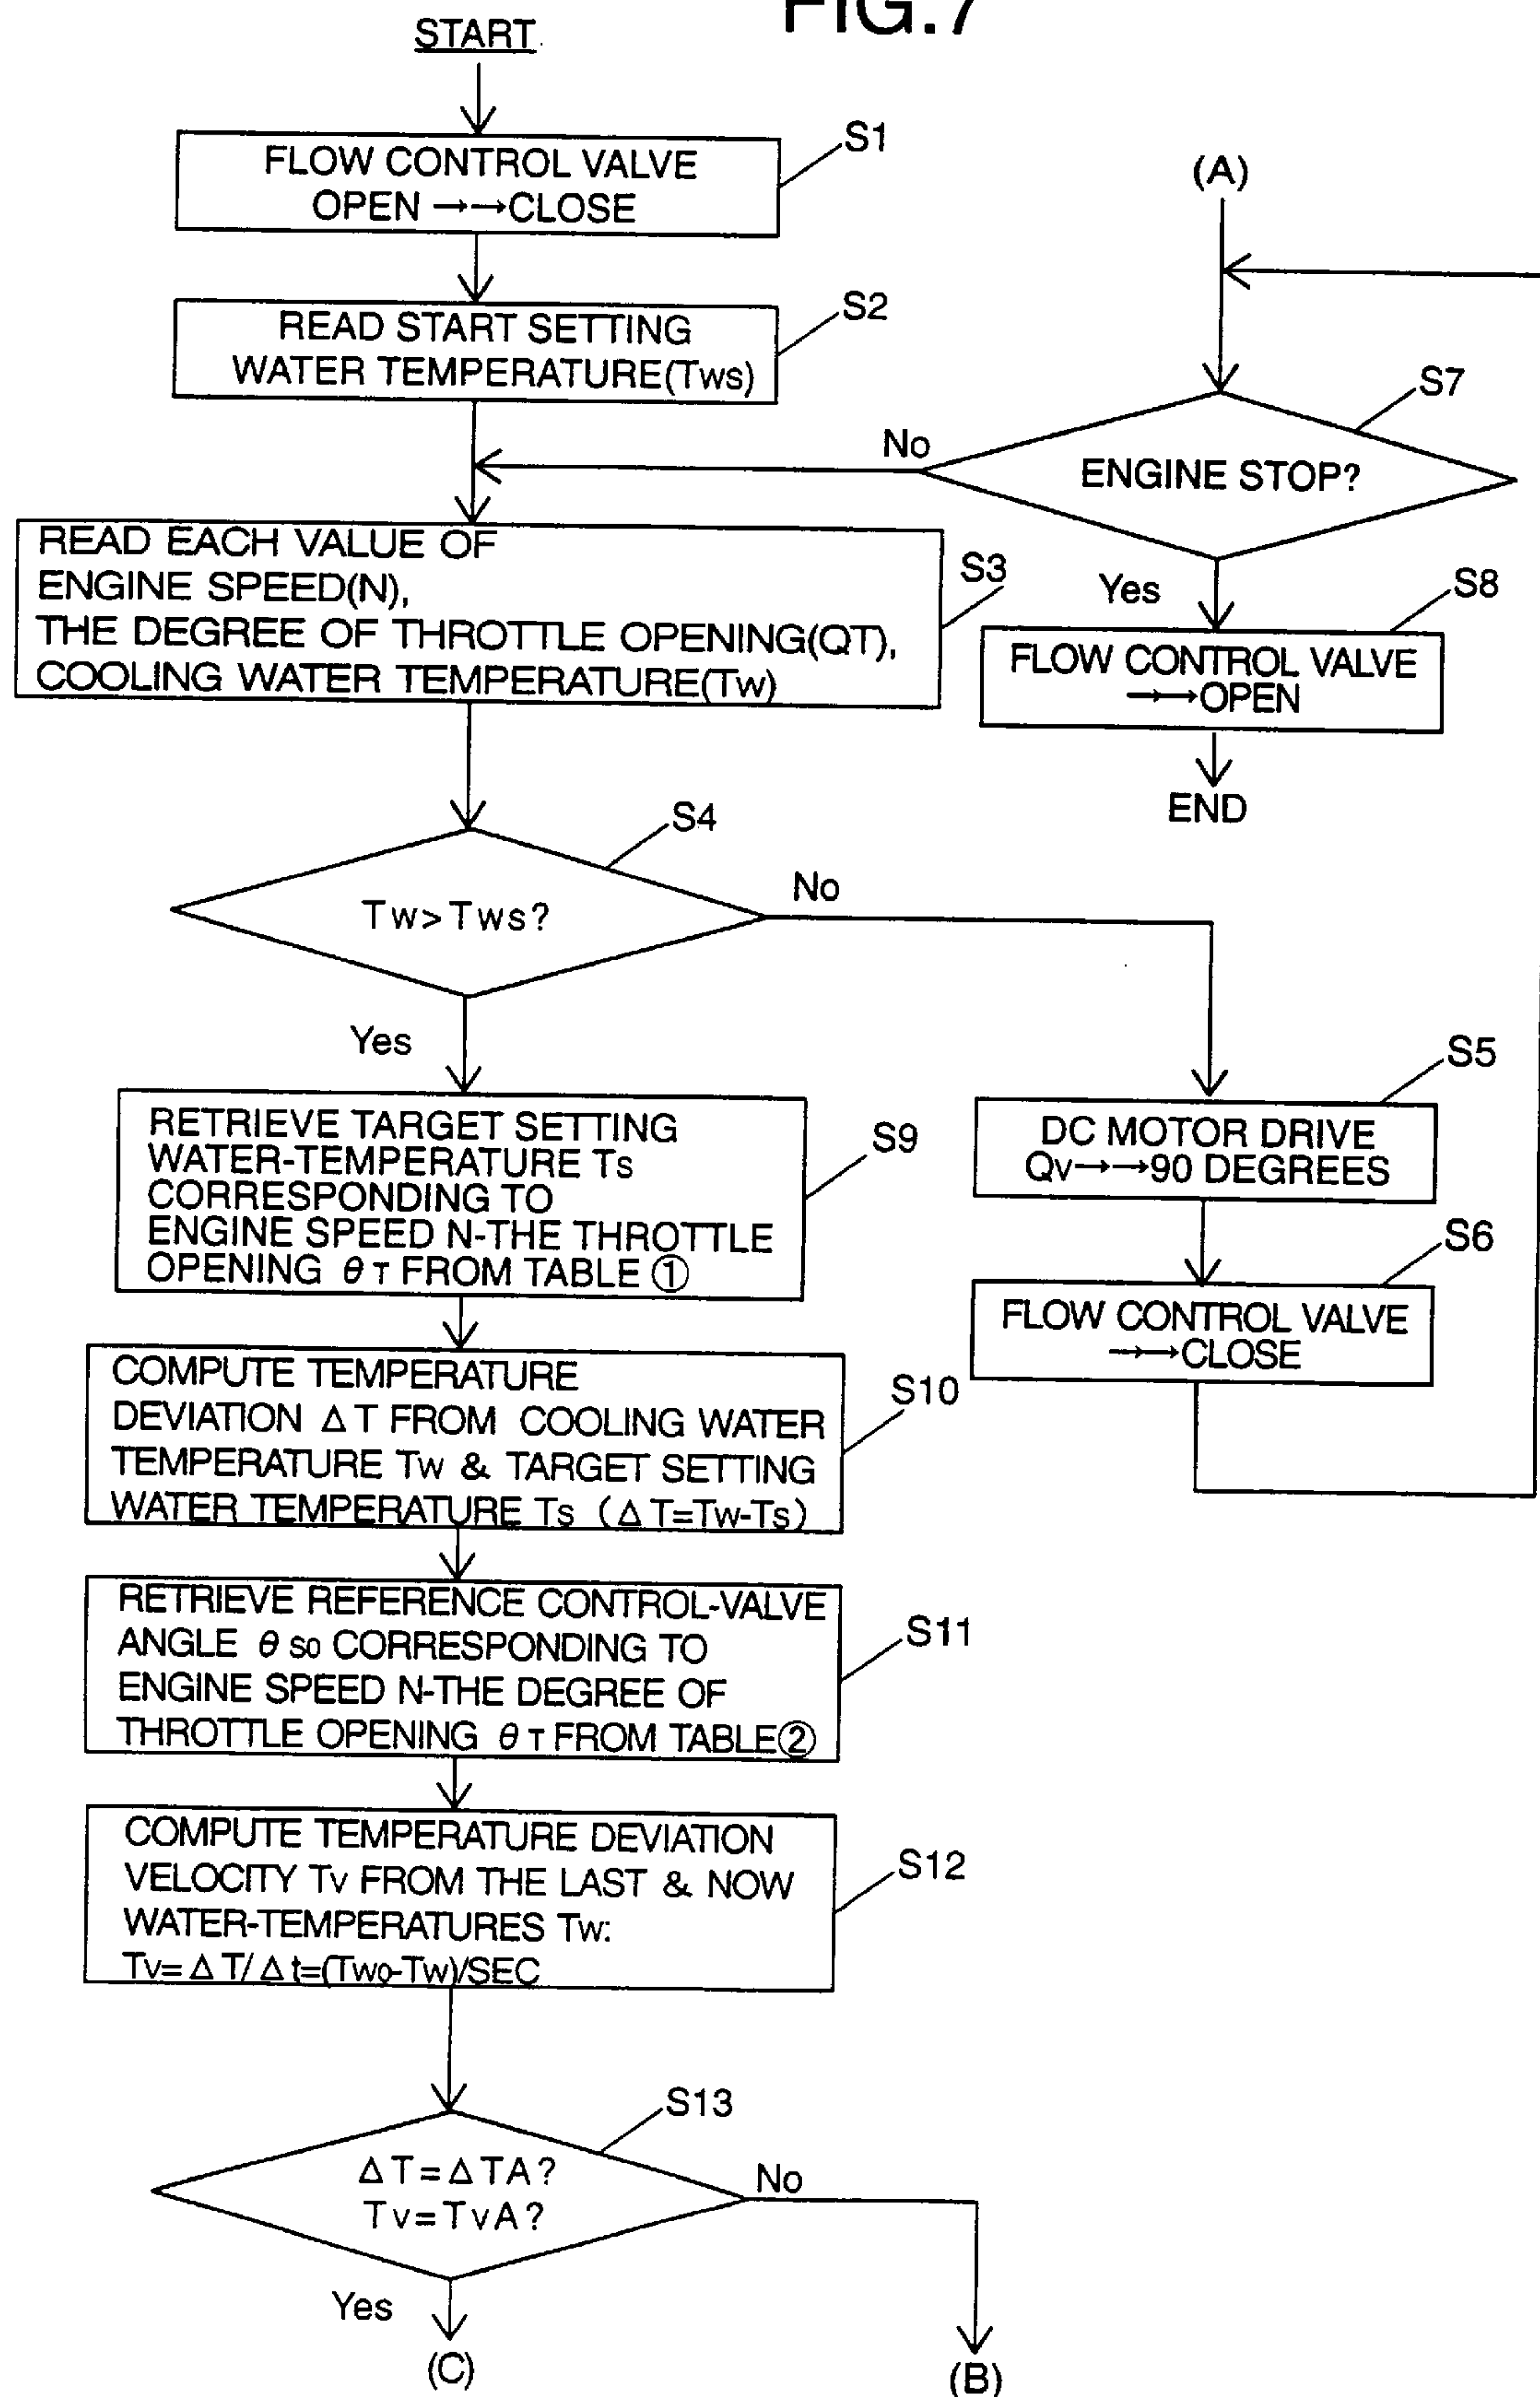 FIG.7
START
S1
FLOW CONTROL VALVE
OPEN →→CLOSE
S2
READ START SETTING
WATER TEMPERATURE(Tws)
(A)
S7
No
ENGINE STOP?
Yes
S8
FLOW CONTROL VALVE
→→OPEN
END
READ EACH VALUE OF
ENGINE SPEED(N),
THE DEGREE OF THROTTLE OPENING(QT),
COOLING WATER TEMPERATURE(Tw)
S3
S4
Tw>Tws?
No
Yes
S5
DC MOTOR DRIVE
Qv→→90 DEGREES
S6
FLOW CONTROL VALVE
→→CLOSE
RETRIEVE TARGET SETTING
WATER-TEMPERATURE Ts
CORRESPONDING TO
ENGINE SPEED N-THE THROTTLE
OPENING θT FROM TABLE ①
S9
COMPUTE TEMPERATURE
DEVIATION ΔT FROM COOLING WATER
TEMPERATURE Tw & TARGET SETTING
WATER TEMPERATURE Ts (ΔT=Tw-Ts)
S10
RETRIEVE REFERENCE CONTROL-VALVE
ANGLE θso CORRESPONDING TO
ENGINE SPEED N-THE DEGREE OF
THROTTLE OPENING θT FROM TABLE②
S11
COMPUTE TEMPERATURE DEVIATION
VELOCITY Tv FROM THE LAST & NOW
WATER-TEMPERATURES Tw:
Tv=ΔT/Δt=(Two-Tw)/SEC
S12
S13
ΔT=ΔTA?
Tv=TvA?
No
Yes
(C)
(B)